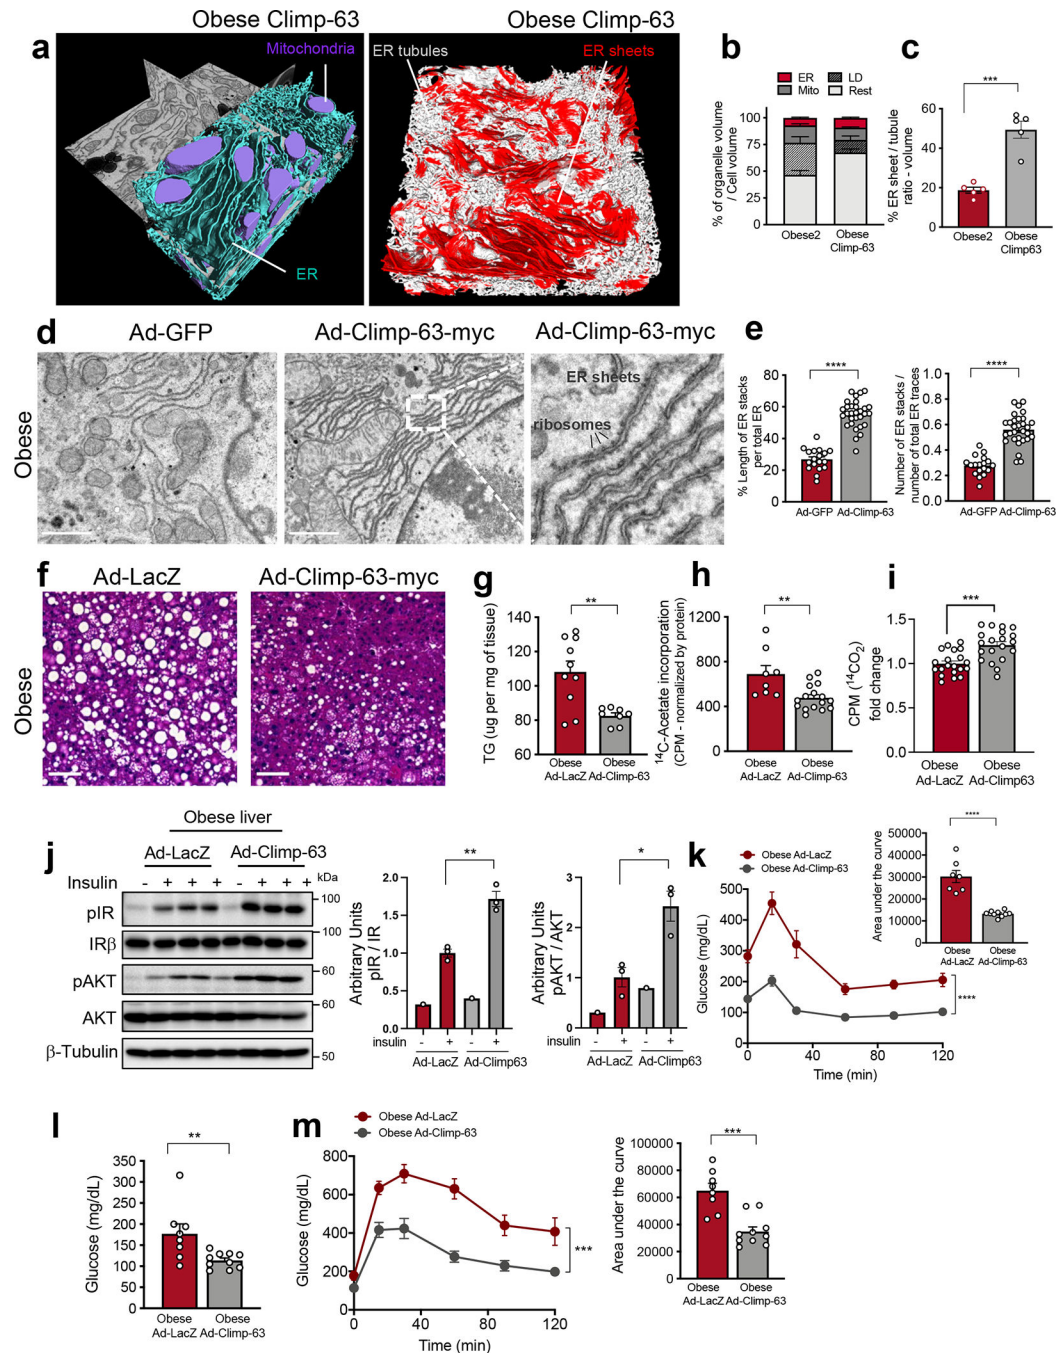 a
Obese Climp-63
Mitochondria
ER
Obese Climp-63
ER tubules
ER sheets
b
ER
LD
Mito
Rest
% of organelle volume
/ Cell volume
100
75
50
25
0
Obese2
Obese
Climp-63
c
***
% ER sheet / tubule
ratio - volume
60
40
20
0
Obese2
Obese
Climp63
d
Obese
Ad-GFP
Ad-Climp-63-myc
Ad-Climp-63-myc
ER sheets
ribosomes
e
****
% Length of ER stacks
per total ER
80
60
40
20
0
Ad-GFP Ad-Climp-63
****
Number of ER stacks /
number of total ER traces
1.0
0.8
0.6
0.4
0.2
0.0
Ad-GFP Ad-Climp-63
f
Obese
Ad-LacZ
Ad-Climp-63-myc
g
**
TG (ug per mg of tissue)
140
120
100
80
60
Obese
Ad-LacZ
Obese
Ad-Climp-63
h
**
¹⁴C-Acetate incorporation
(CPM - normalized by protein)
1200
900
600
300
0
Obese
Ad-LacZ
Obese
Ad-Climp-63
i
***
CPM (¹⁴CO₂)
fold change
1.5
1.0
0.5
0.0
Obese
Ad-LacZ
Obese
Ad-Climp63
j
Obese liver
Ad-LacZ
Ad-Climp-63
Insulin - + + + - + + +
kDa
pIR
100
IRβ
100
pAKT
60
AKT
60
β-Tubulin
50
**
Arbitrary Units
pIR / IR
2.0
1.5
1.0
0.5
0.0
insulin - + - +
Ad-LacZ Ad-Climp63
*
Arbitrary Units
pAKT / AKT
3
2
1
0
insulin - + - +
Ad-LacZ Ad-Climp63
k
Obese Ad-LacZ
Obese Ad-Climp-63
Glucose (mg/dL)
500
400
300
200
100
0
0 40 80 120
Time (min)
****
****
Area under the curve
50000
40000
30000
20000
10000
0
Obese
Ad-LacZ
Obese
Ad-Climp-63
l
**
Glucose (mg/dL)
350
300
250
200
150
100
50
0
Obese
Ad-LacZ
Obese
Ad-Climp-63
m
Obese Ad-LacZ
Obese Ad-Climp-63
Glucose (mg/dL)
800
600
400
200
0
0 40 80 120
Time (min)
***
***
Area under the curve
100000
80000
60000
40000
20000
0
Obese
Ad-LacZ
Obese
Ad-Climp-63